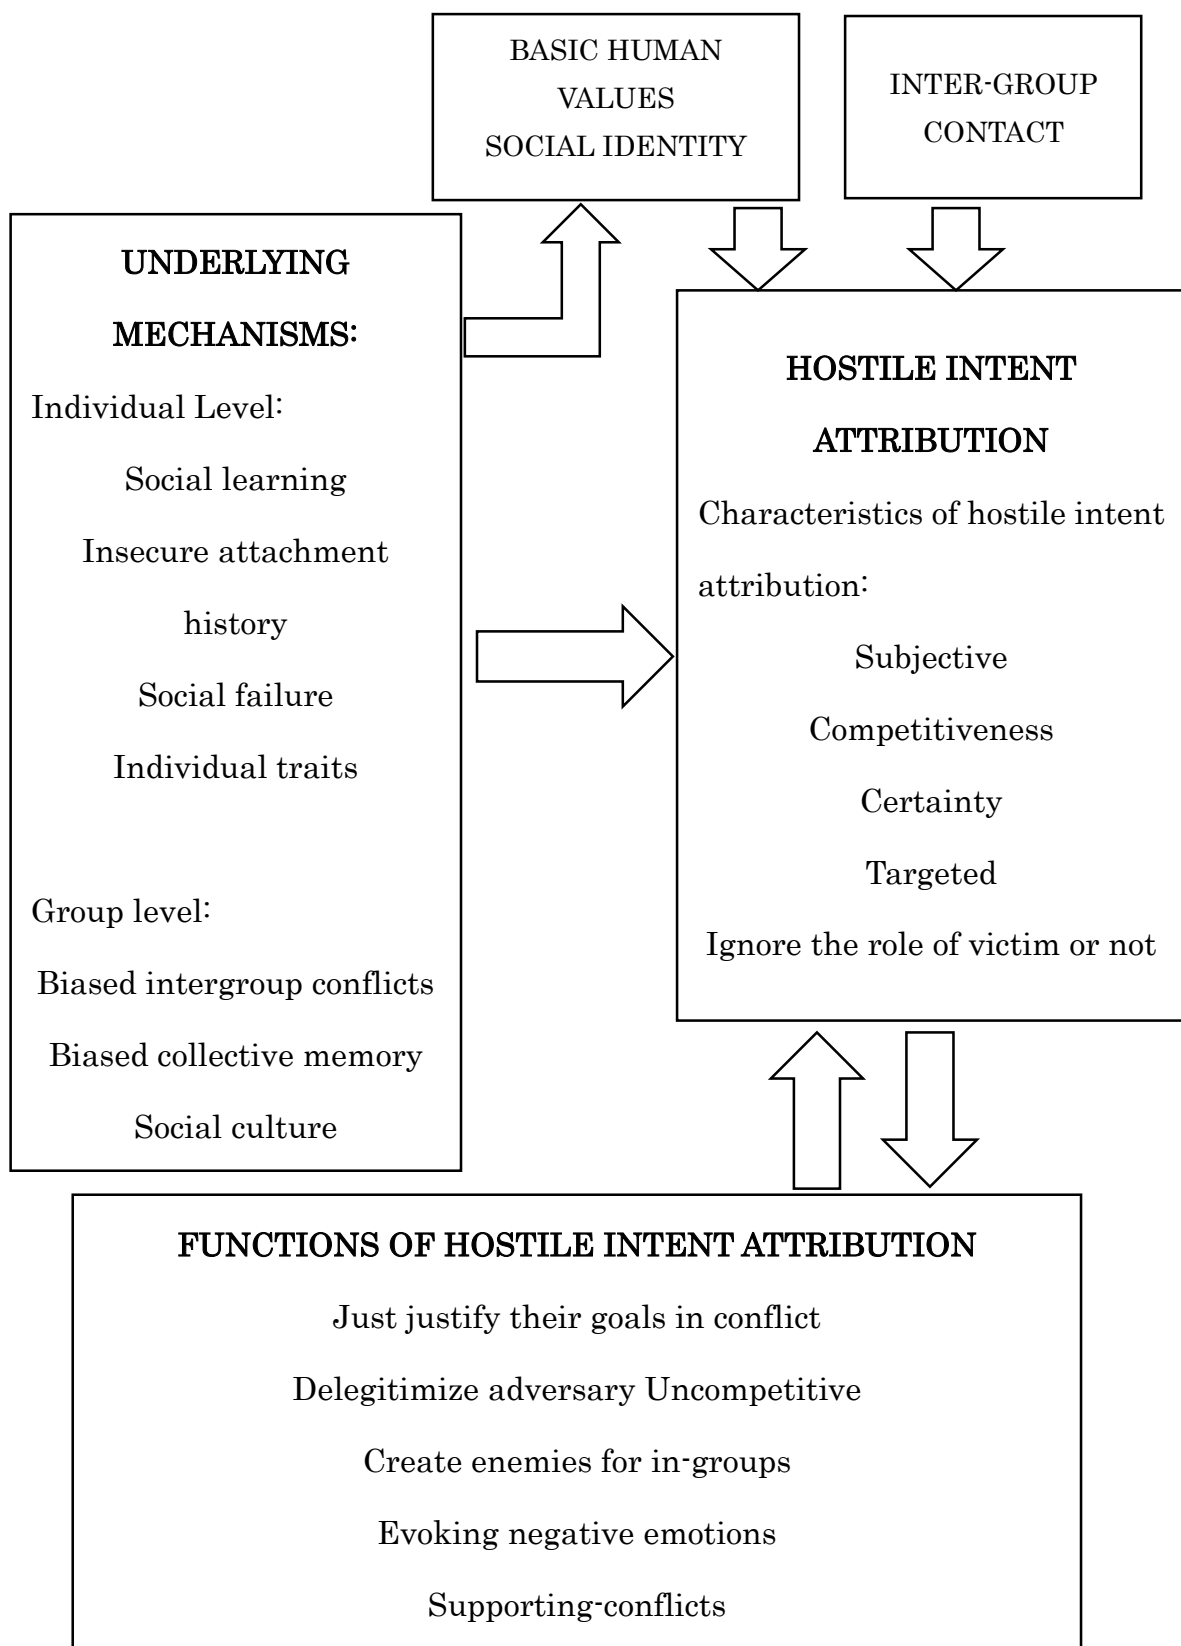 BASIC HUMAN
VALUES
SOCIAL IDENTITY
INTER-GROUP
CONTACT
UNDERLYING
MECHANISMS:
Individual Level:
Social learning
Insecure attachment
history
Social failure
Individual traits
Group level:
Biased intergroup conflicts
Biased collective memory
Social culture
HOSTILE INTENT
ATTRIBUTION
Characteristics of hostile intent
attribution:
Subjective
Competitiveness
Certainty
Targeted
Ignore the role of victim or not
FUNCTIONS OF HOSTILE INTENT ATTRIBUTION
Just justify their goals in conflict
Delegitimize adversary Uncompetitive
Create enemies for in-groups
Evoking negative emotions
Supporting-conflicts